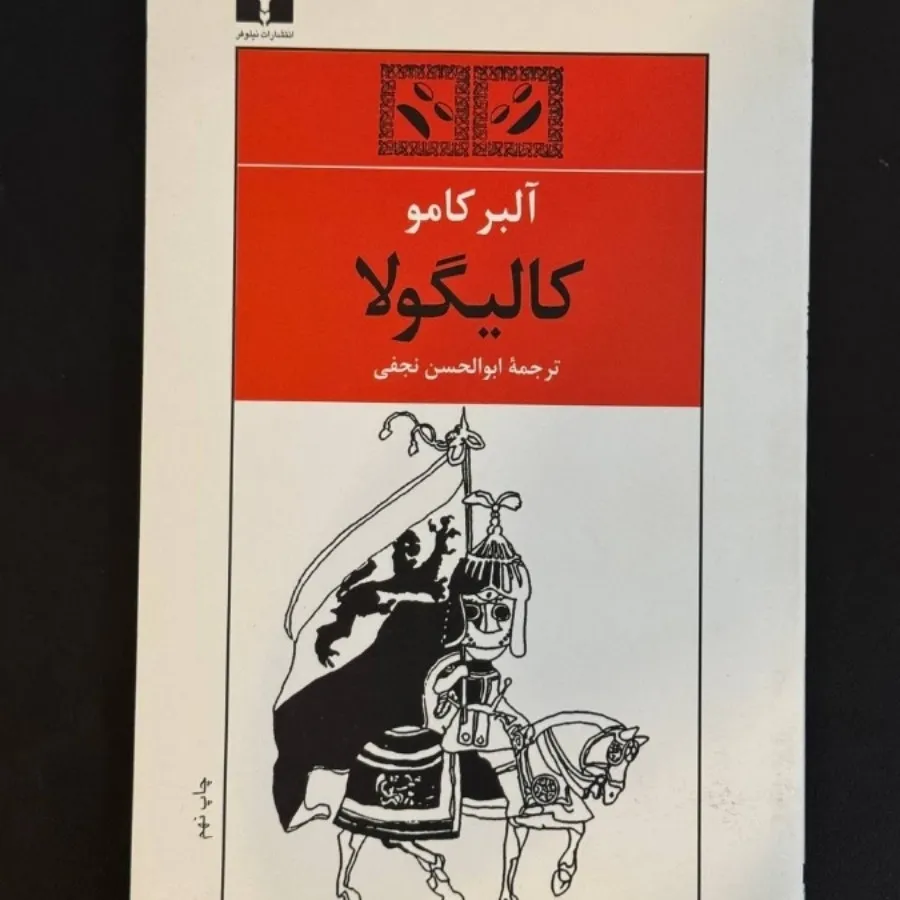 انتشارات نیلوفر
آلبر کامو
کالیگولا
ترجمهٔ ابوالحسن نجفی
چاپ نهم